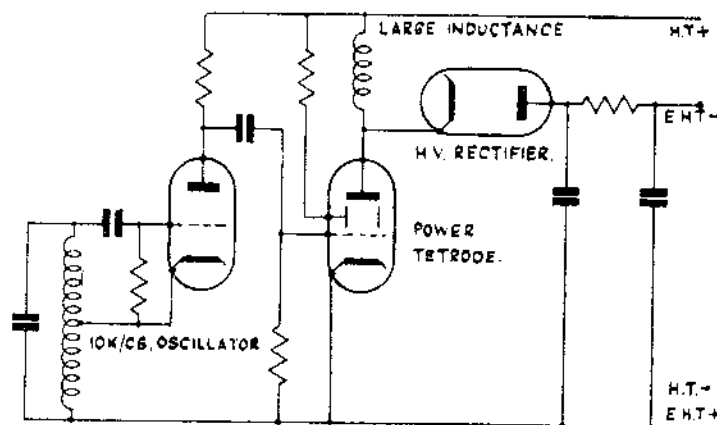 LARGE INDUCTANCE
H.T+
E H.T-
H.V. RECTIFIER.
POWER
TETRODE.
10K/CS, OSCILLATOR
H.T.-
E H.T+